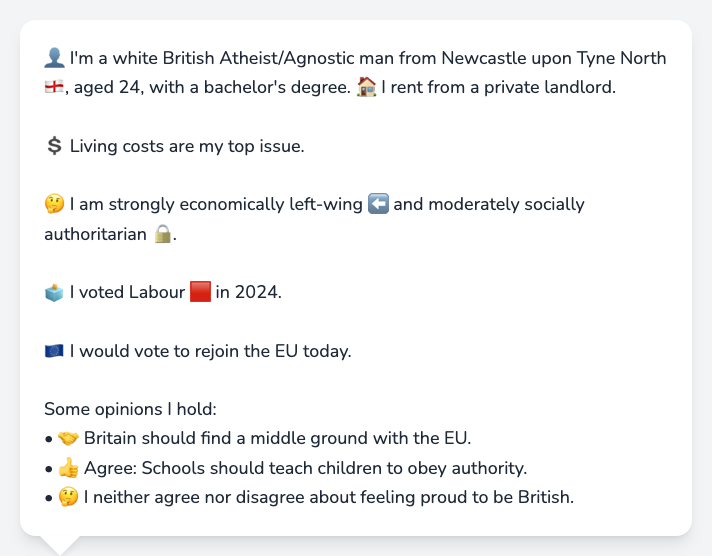 👤 I'm a white British Atheist/Agnostic man from Newcastle upon Tyne North
🏴󠁧󠁢󠁥󠁮󠁧󠁿, aged 24, with a bachelor's degree. 🏠 I rent from a private landlord.
💲 Living costs are my top issue.
🤔 I am strongly economically left-wing ⬅️ and moderately socially
authoritarian 🔒.
🗳️ I voted Labour 🟥 in 2024.
🇪🇺 I would vote to rejoin the EU today.
Some opinions I hold:
• 🤝 Britain should find a middle ground with the EU.
• 👍 Agree: Schools should teach children to obey authority.
• 🤔 I neither agree nor disagree about feeling proud to be British.